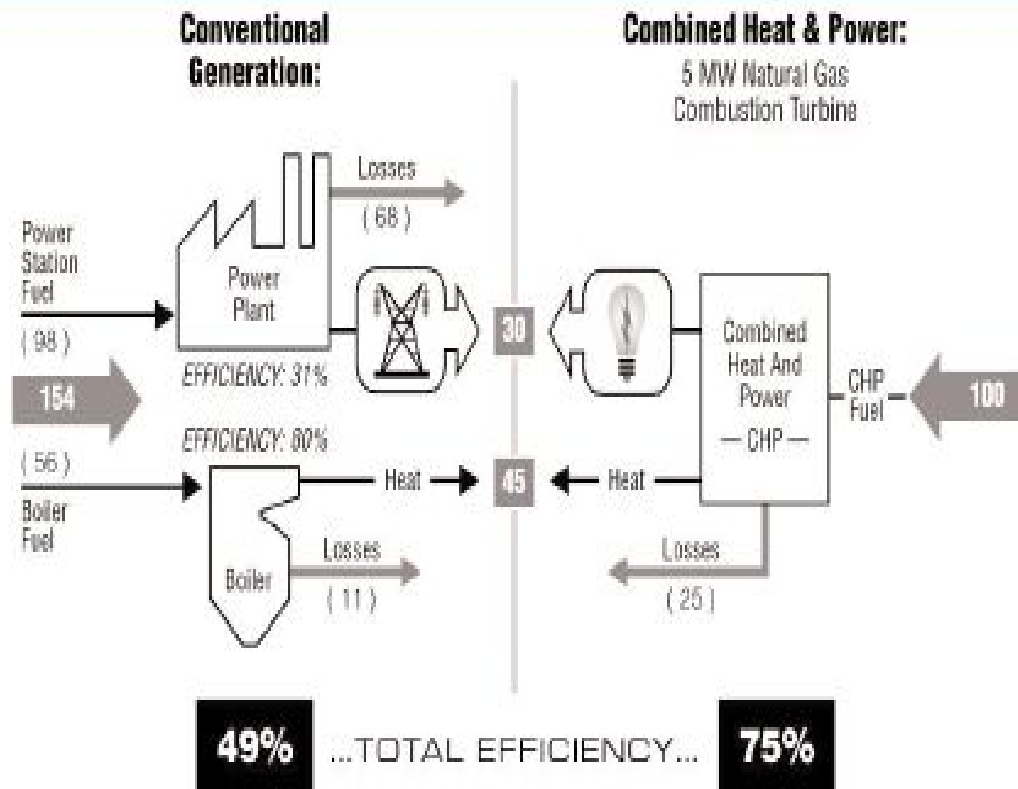 Conventional
Generation:
Combined Heat & Power:
5 MW Natural Gas
Combustion Turbine
Losses
( 68 )
Power
Station
Fuel
( 98 )
Power
Plant
EFFICIENCY: 31%
30
Combined
Heat And
Power
— CHP —
CHP
Fuel
100
154
EFFICIENCY: 80%
( 56 )
Boiler
Fuel
Heat
45
Heat
Boiler
Losses
( 11 )
Losses
( 25 )
49% ...TOTAL EFFICIENCY... 75%